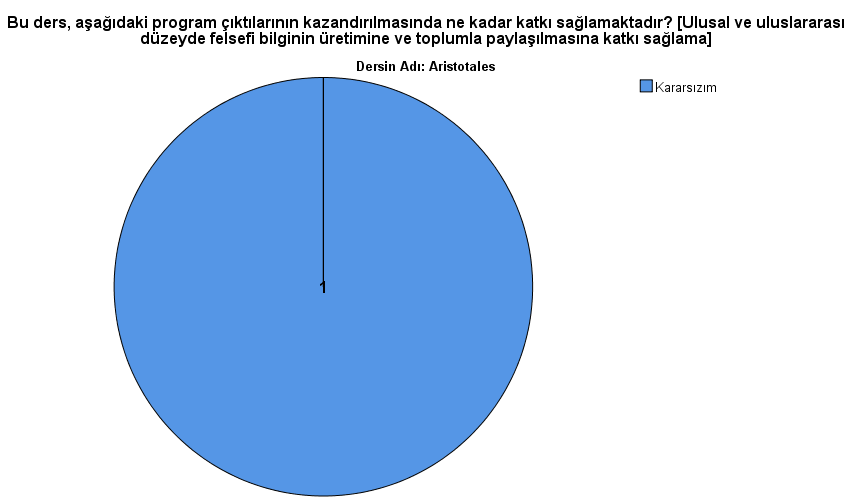 Bu ders, aşağıdaki program çıktılarının kazandırılmasında ne kadar katkı sağlamaktadır? [Ulusal ve uluslararası
düzeyde felsefi bilginin üretimine ve toplumla paylaşılmasına katkı sağlama]
Dersin Adı: Aristotales
Kararsızım
1